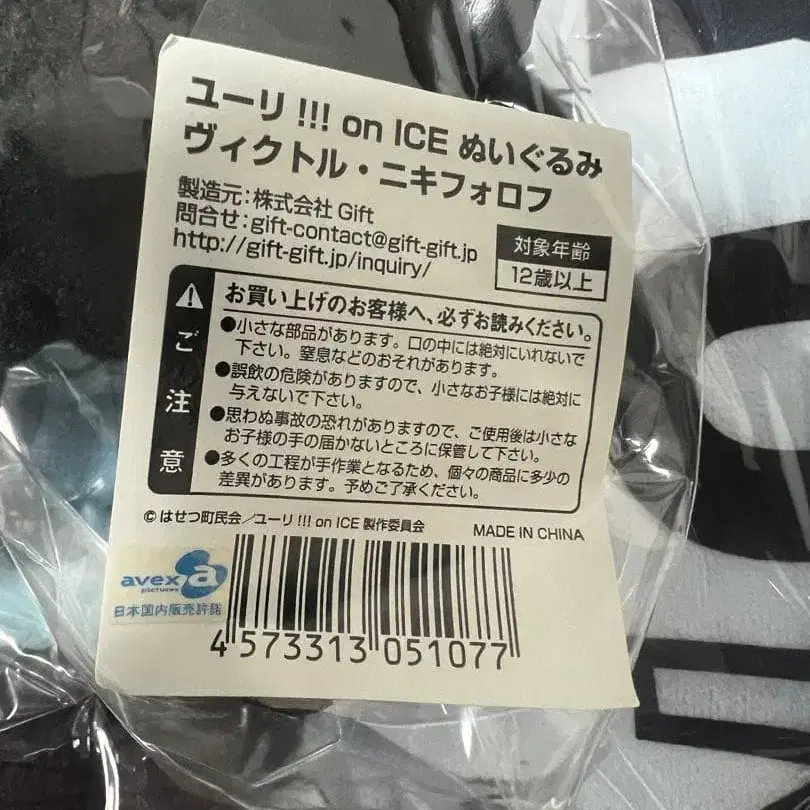 ユーリ !!! on ICE ぬいぐるみ
ヴィクトル・ニキフォロフ
製造元:株式会社 Gift
問合せ:gift-contact@gift-gift.jp
http://gift-gift.jp/inquiry/
対象年齢
12歳以上
⚠ご注意
お買い上げのお客様へ、必ずお読みください。
●小さな部品があります。口の中には絶対にいれないで
下さい。窒息などのおそれがあります。
●誤飲の危険がありますので、小さなお子様には絶対に
与えないで下さい。
●思わぬ事故の恐れがありますので、ご使用後は小さな
お子様の手の届かないところに保管して下さい。
●多くの工程が手作業となるため、個々の商品に多少の
差異があります。予めご了承ください。
© はせつ町民会/ユーリ !!! on ICE 製作委員会
MADE IN CHINA
avex a
pictures
日本国内販売許諾
4 573313 051077